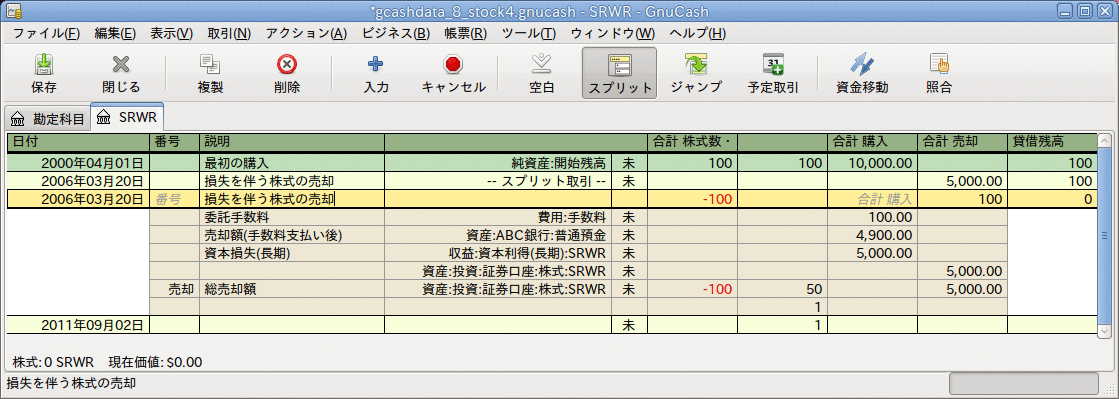 *gcashdata_8_stock4.gnucash - SRWR - GnuCash
ファイル(F) 編集(E) 表示(V) 取引(N) アクション(A) ビジネス(B) 帳票(R) ツール(T) ウィンドウ(W) ヘルプ(H)
保存 閉じる 複製 削除 入力 キャンセル 空白 スプリット ジャンプ 予定取引 資金移動 照合
勘定科目 SRWR
日付 番号 説明 合計 株式数・ 合計 購入 合計 売却 貸借残高
2000年04月01日 最初の購入 純資産:開始残高 未 100 100 10,000.00 100
2006年03月20日 損失を伴う株式の売却 -- スプリット取引 -- 未 5,000.00 100
2006年03月20日 番号 損失を伴う株式の売却 -100 合計 購入 100 0
委託手数料 費用:手数料 未 100.00
売却額(手数料支払い後) 資産:ABC銀行:普通預金 未 4,900.00
資本損失(長期) 収益:資本利得(長期):SRWR 未 5,000.00
資産:投資:証券口座:株式:SRWR 未 5,000.00
売却 総売却額 資産:投資:証券口座:株式:SRWR 未 -100 50 5,000.00
1
2011年09月02日 未 1
株式: 0 SRWR 現在価値: $0.00
損失を伴う株式の売却